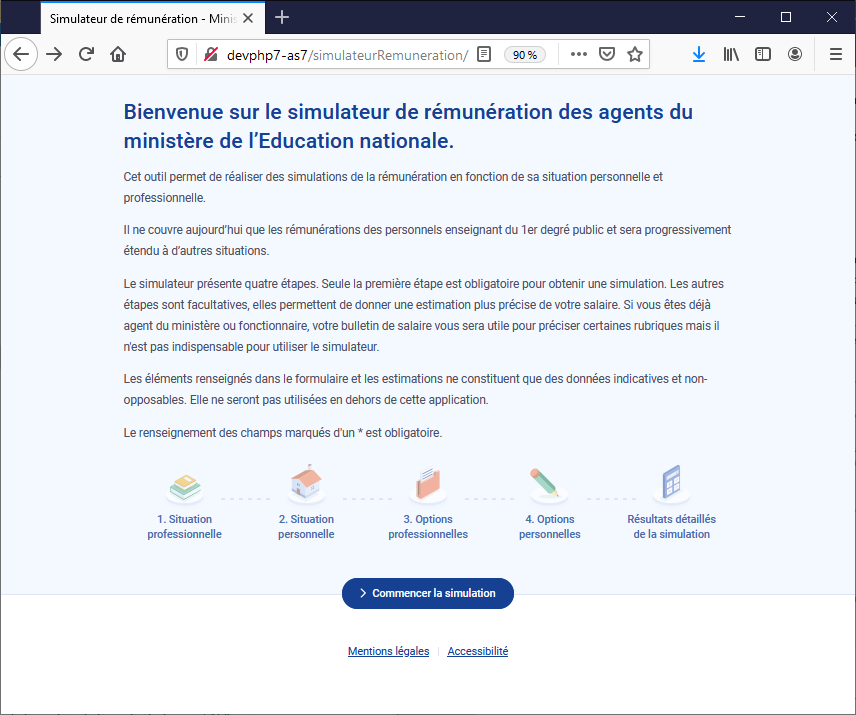 Simulateur de rémunération - Minis
devphp7-as7/simulateurRemuneration/
90 %
Bienvenue sur le simulateur de rémunération des agents du
ministère de l’Education nationale.
Cet outil permet de réaliser des simulations de la rémunération en fonction de sa situation personnelle et
professionnelle.
Il ne couvre aujourd’hui que les rémunérations des personnels enseignant du 1er degré public et sera progressivement
étendu à d’autres situations.
Le simulateur présente quatre étapes. Seule la première étape est obligatoire pour obtenir une simulation. Les autres
étapes sont facultatives, elles permettent de donner une estimation plus précise de votre salaire. Si vous êtes déjà
agent du ministère ou fonctionnaire, votre bulletin de salaire vous sera utile pour préciser certaines rubriques mais il
n’est pas indispensable pour utiliser le simulateur.
Les éléments renseignés dans le formulaire et les estimations ne constituent que des données indicatives et non-
opposables. Elle ne seront pas utilisées en dehors de cette application.
Le renseignement des champs marqués d'un * est obligatoire.
1. Situation
professionnelle
2. Situation
personnelle
3. Options
professionnelles
4. Options
personnelles
Résultats détaillés
de la simulation
Commencer la simulation
Mentions légales
Accessibilité